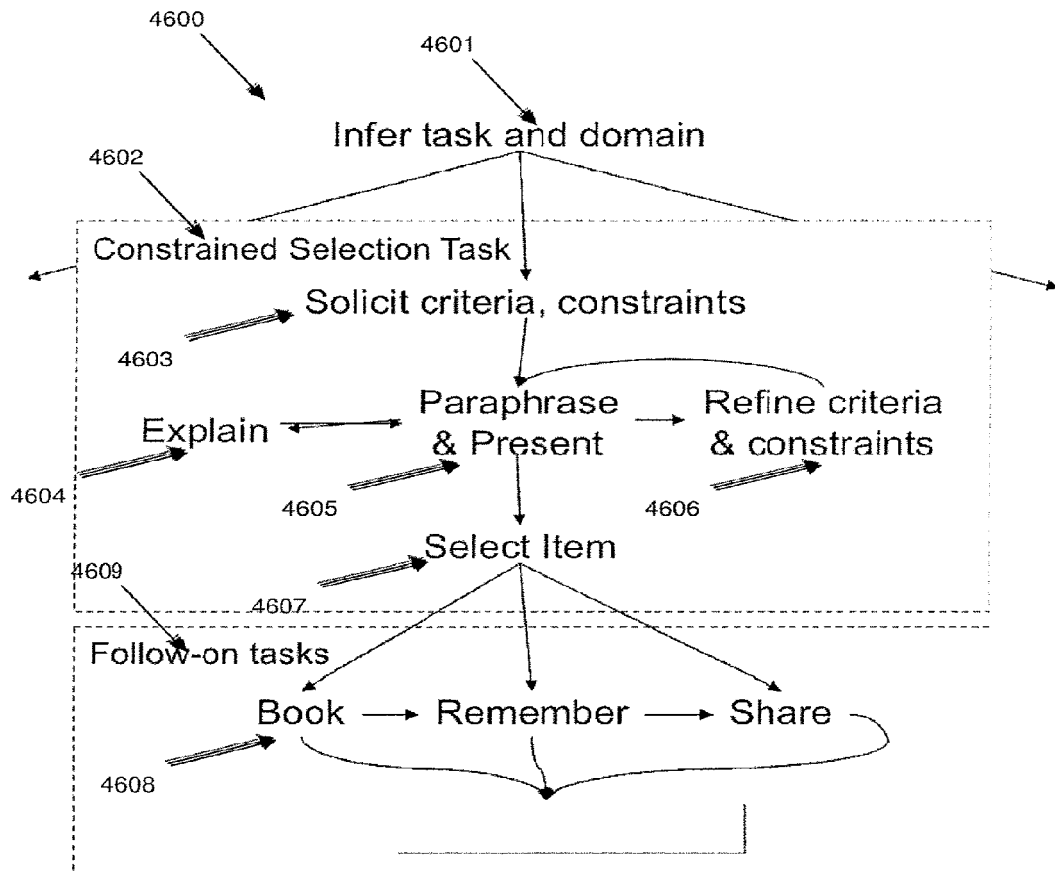 4600
4601
Infer task and domain
4602
Constrained Selection Task
Solicit criteria, constraints
4603
Paraphrase
& Present
Refine criteria
& constraints
Explain
4604
4605
4606
Select Item
4609
4607
Follow-on tasks
Book
Remember
Share
4608